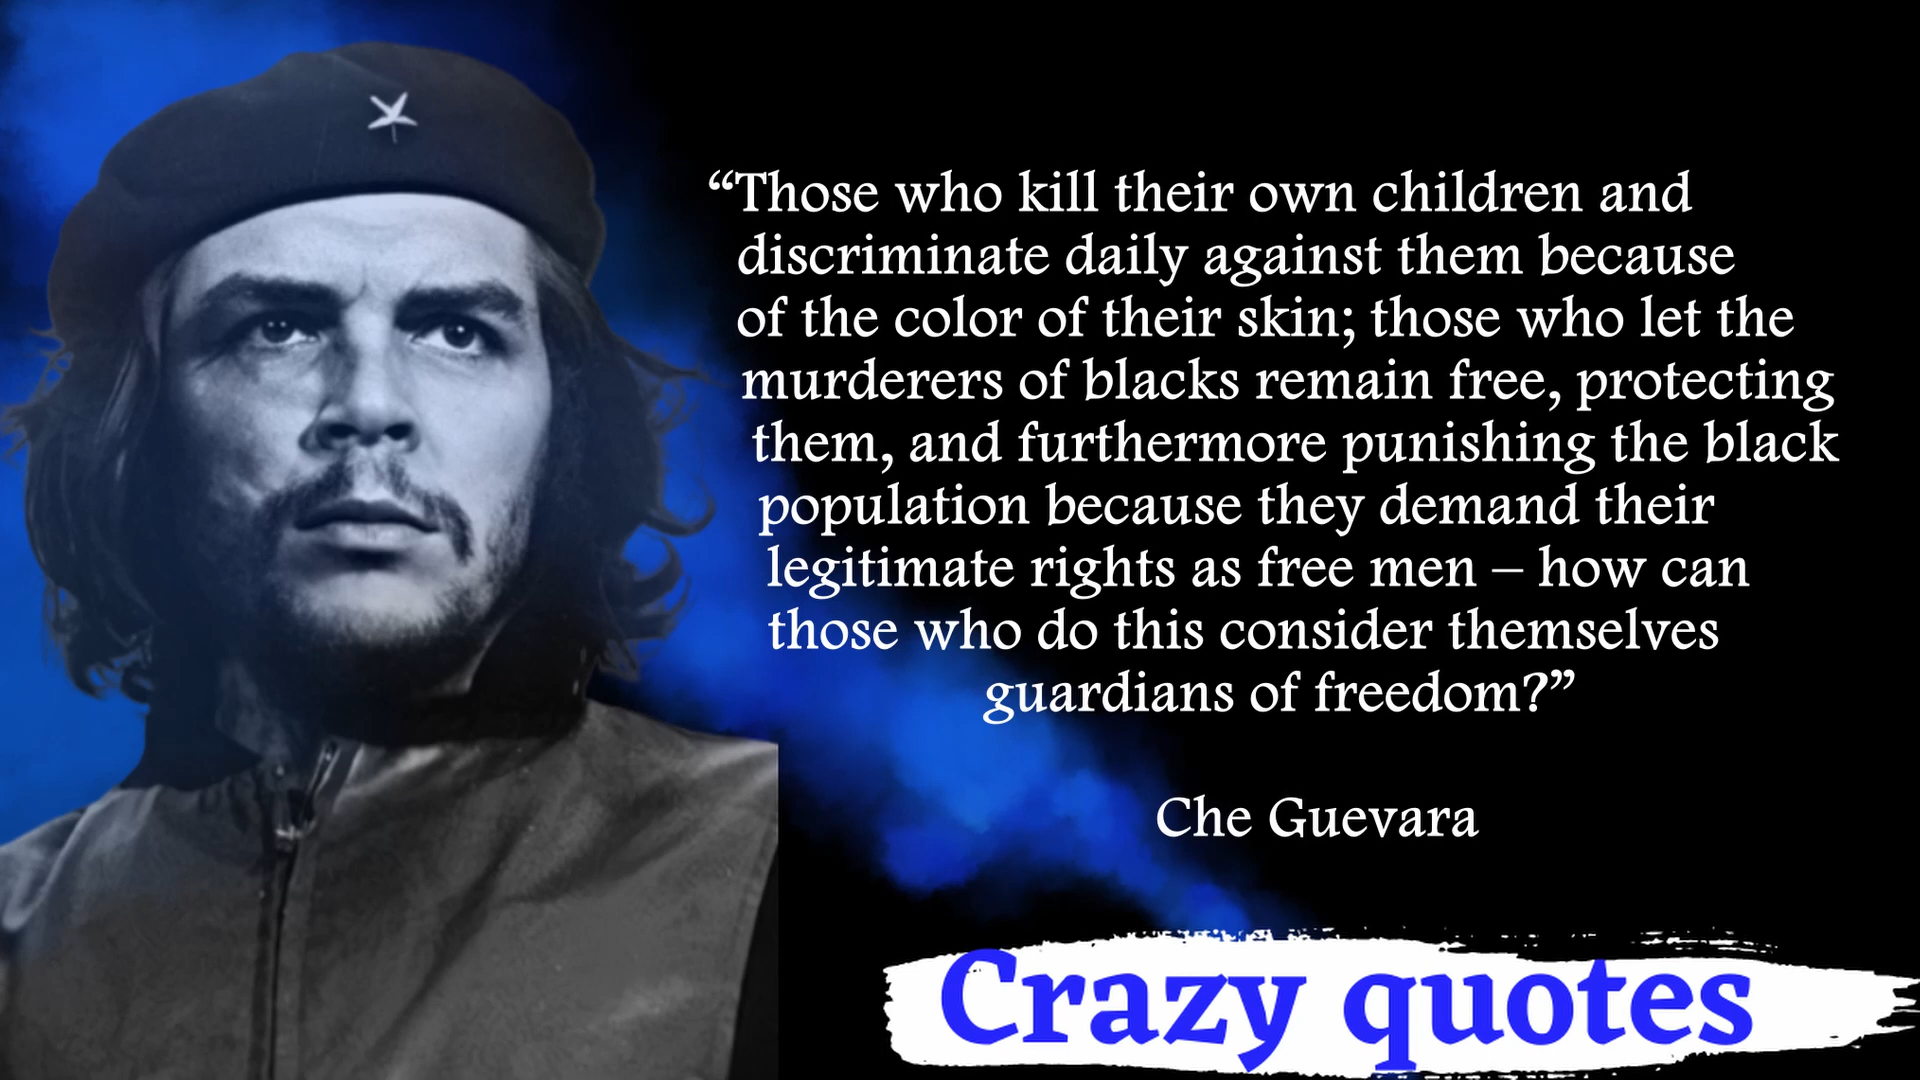 “Those who kill their own children and
discriminate daily against them because
of the color of their skin; those who let the
murderers of blacks remain free, protecting
them, and furthermore punishing the black
population because they demand their
legitimate rights as free men – how can
those who do this consider themselves
guardians of freedom?”
Che Guevara
Crazy quotes